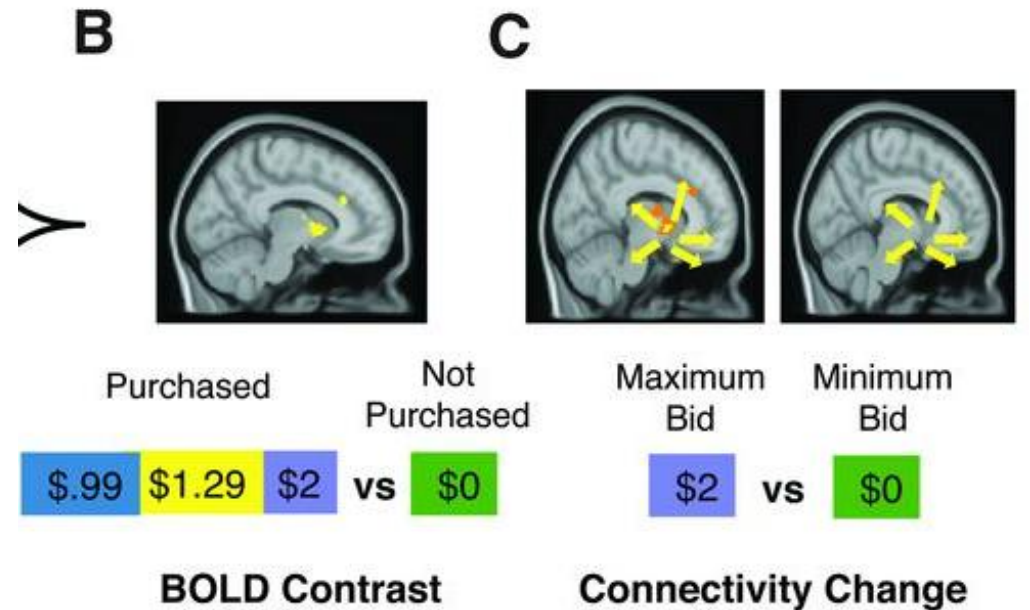 B
C
Purchased
Not
Purchased
Maximum
Bid
Minimum
Bid
$.99 $1.29 $2 vs $0
$2 vs $0
BOLD Contrast
Connectivity Change